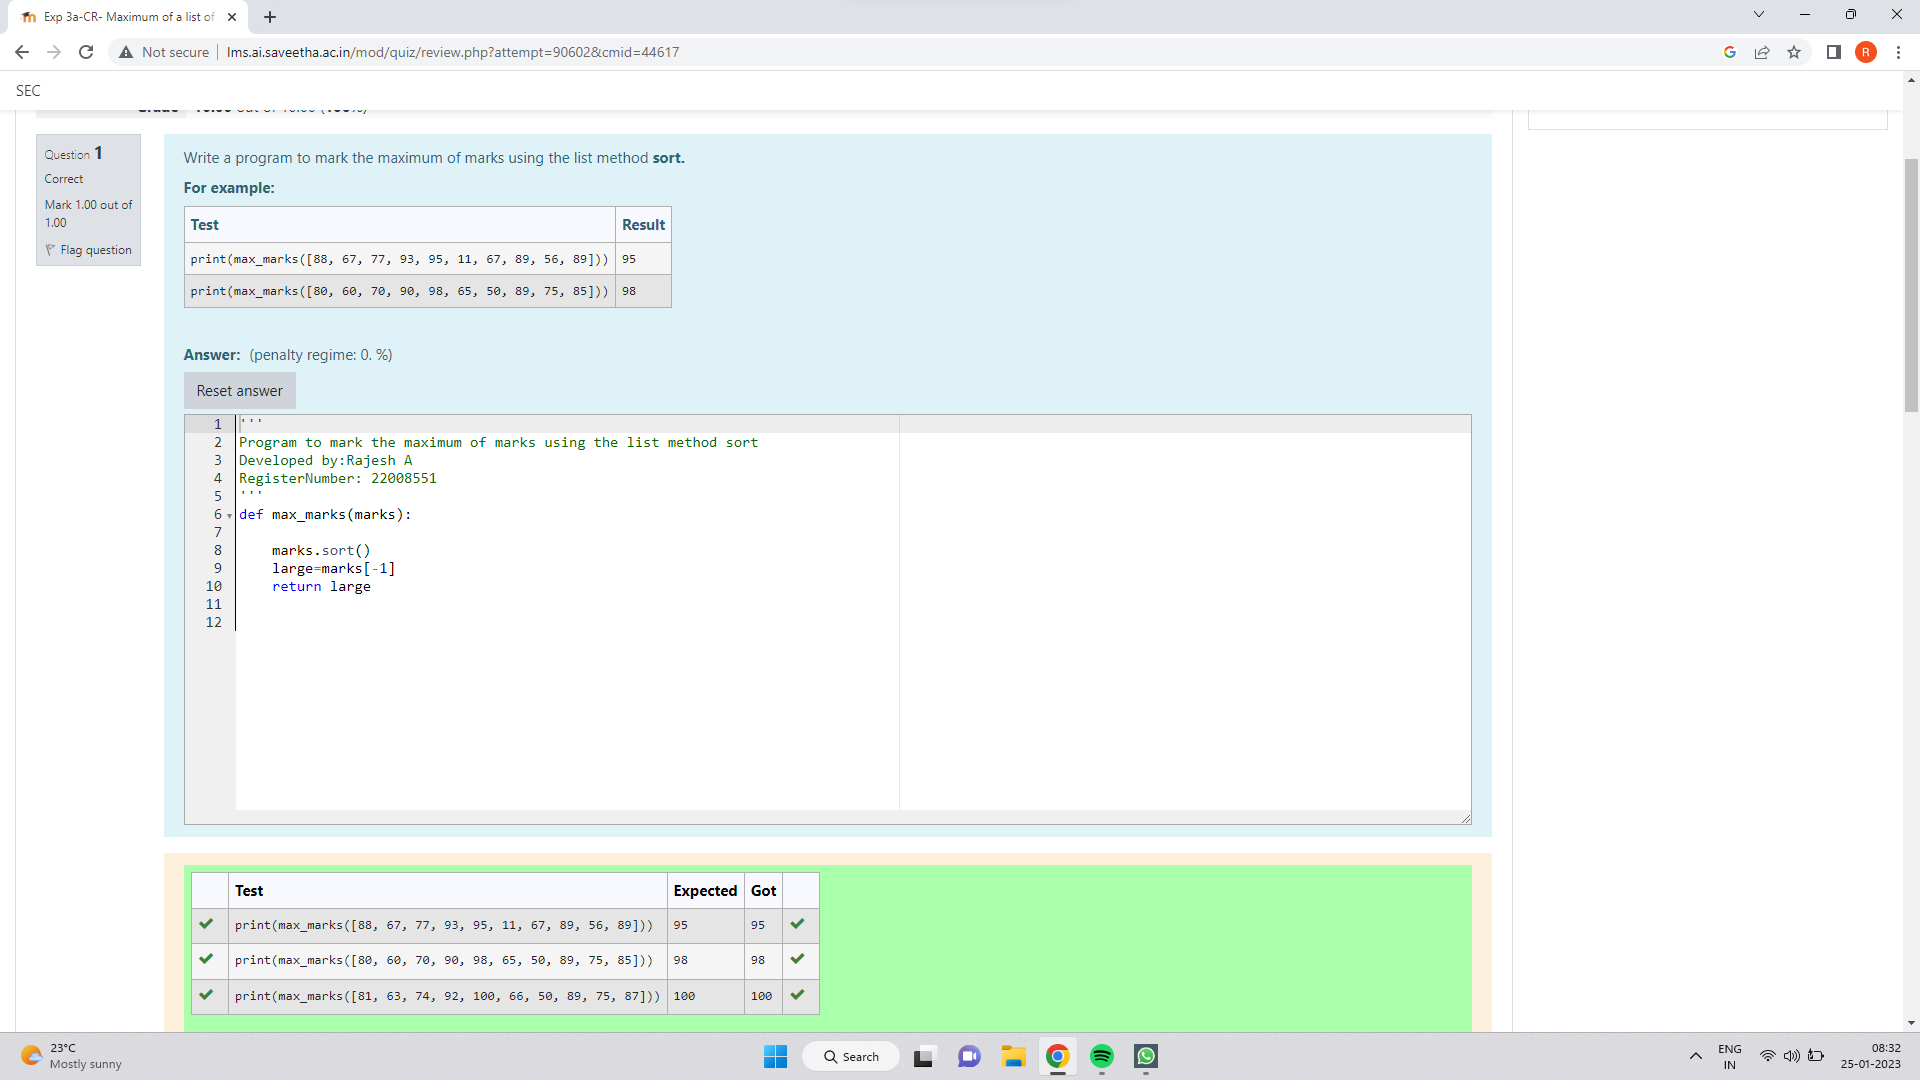 Exp 3a-CR- Maximum of a list of
Not secure
lms.ai.saveetha.ac.in/mod/quiz/review.php?attempt=90602&cmid=44617
R
SEC
Question 1
Correct
Mark 1.00 out of
1.00
Flag question
Write a program to mark the maximum of marks using the list method sort.
For example:
Test Result
print(max_marks([88, 67, 77, 93, 95, 11, 67, 89, 56, 89])) 95
print(max_marks([80, 60, 70, 90, 98, 65, 50, 89, 75, 85])) 98
Answer: (penalty regime: 0. %)
Reset answer
1 '''
2 Program to mark the maximum of marks using the list method sort
3 Developed by:Rajesh A
4 RegisterNumber: 22008551
5 '''
6 def max_marks(marks):
7
8 marks.sort()
9 large=marks[-1]
10 return large
11
12
Test Expected Got
print(max_marks([88, 67, 77, 93, 95, 11, 67, 89, 56, 89])) 95 95
print(max_marks([80, 60, 70, 90, 98, 65, 50, 89, 75, 85])) 98 98
print(max_marks([81, 63, 74, 92, 100, 66, 50, 89, 75, 87])) 100 100
23°C
Mostly sunny
Search
ENG
IN
08:32
25-01-2023